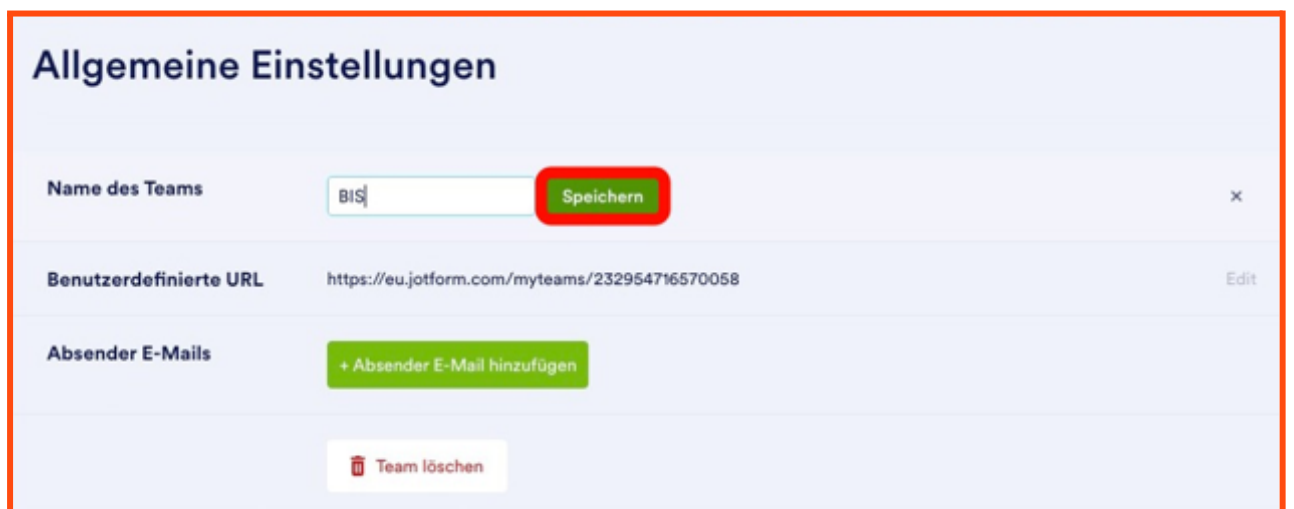 Allgemeine Einstellungen
Name des Teams BIS Speichern ×
Benutzerdefinierte URL https://eu.jotform.com/myteams/232954716570058 Edit
Absender E-Mails + Absender E-Mail hinzufügen
Team löschen